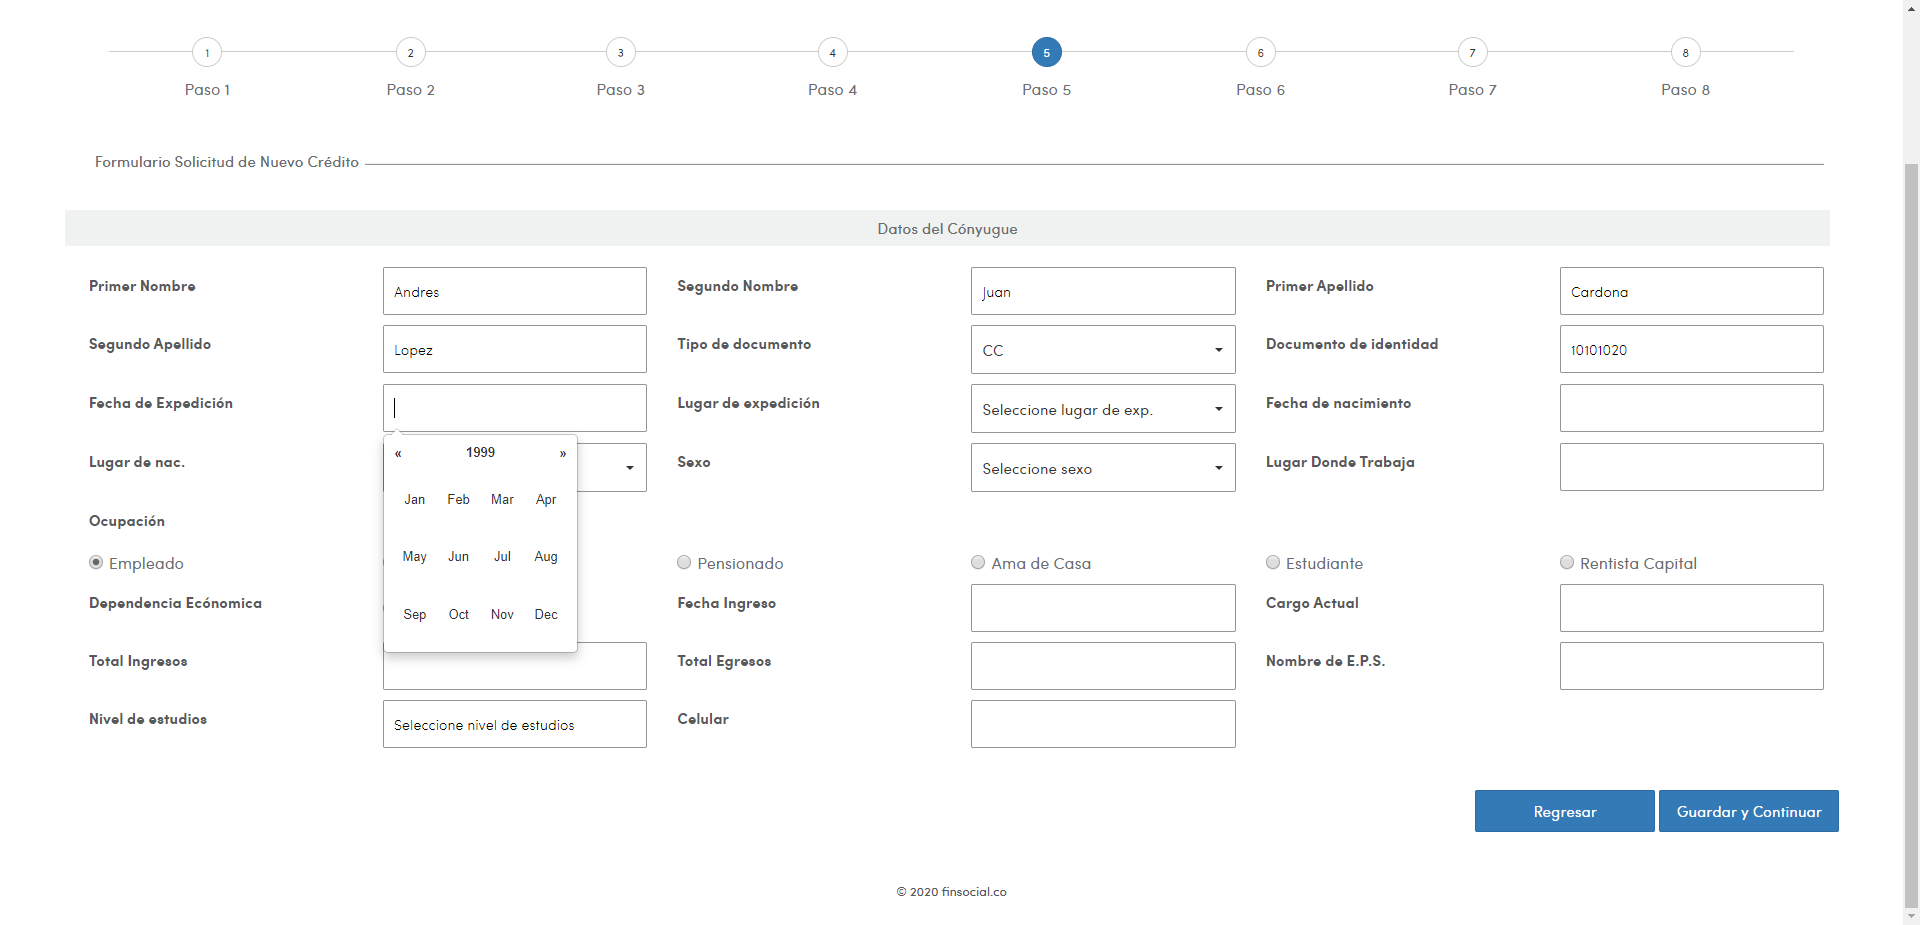 1 2 3 4 5 6 7 8
Paso 1 Paso 2 Paso 3 Paso 4 Paso 5 Paso 6 Paso 7 Paso 8
Formulario Solicitud de Nuevo Crédito
Datos del Cónyugue
Primer Nombre Andres Segundo Nombre Juan Primer Apellido Cardona
Segundo Apellido Lopez Tipo de documento CC Documento de identidad 10101020
Fecha de Expedición Lugar de expedición Seleccione lugar de exp. Fecha de nacimiento
« 1999 »
Lugar de nac. Sexo Seleccione sexo Lugar Donde Trabaja
Jan Feb Mar Apr
Ocupación
May Jun Jul Aug
Empleado Pensionado Ama de Casa Estudiante Rentista Capital
Dependencia Ecónomica Fecha Ingreso Cargo Actual
Sep Oct Nov Dec
Total Ingresos Total Egresos Nombre de E.P.S.
Nivel de estudios Seleccione nivel de estudios Celular
Regresar Guardar y Continuar
© 2020 finsocial.co